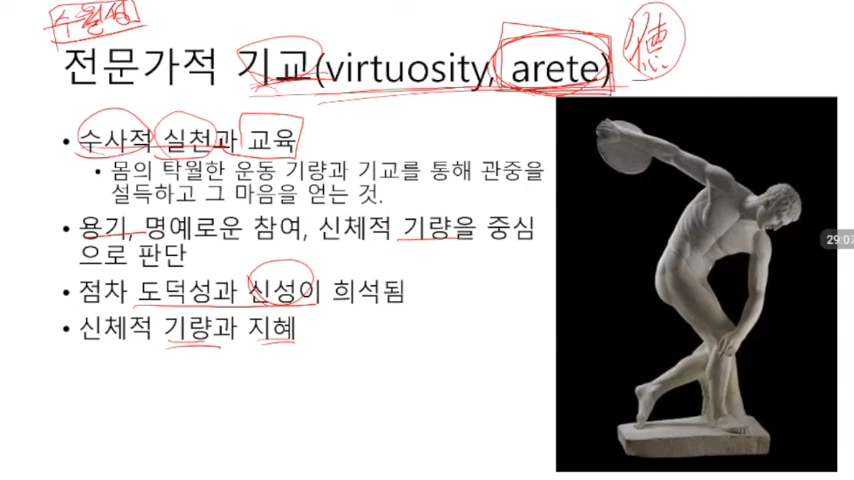 수월성
전문가적 기교(virtuosity, arete)
德
• 수사적 실천과 교육
• 몸의 탁월한 운동 기량과 기교를 통해 관중을
설득하고 그 마음을 얻는 것.
• 용기, 명예로운 참여, 신체적 기량을 중심
으로 판단
• 점차 도덕성과 신성이 희석됨
• 신체적 기량과 지혜
29:07